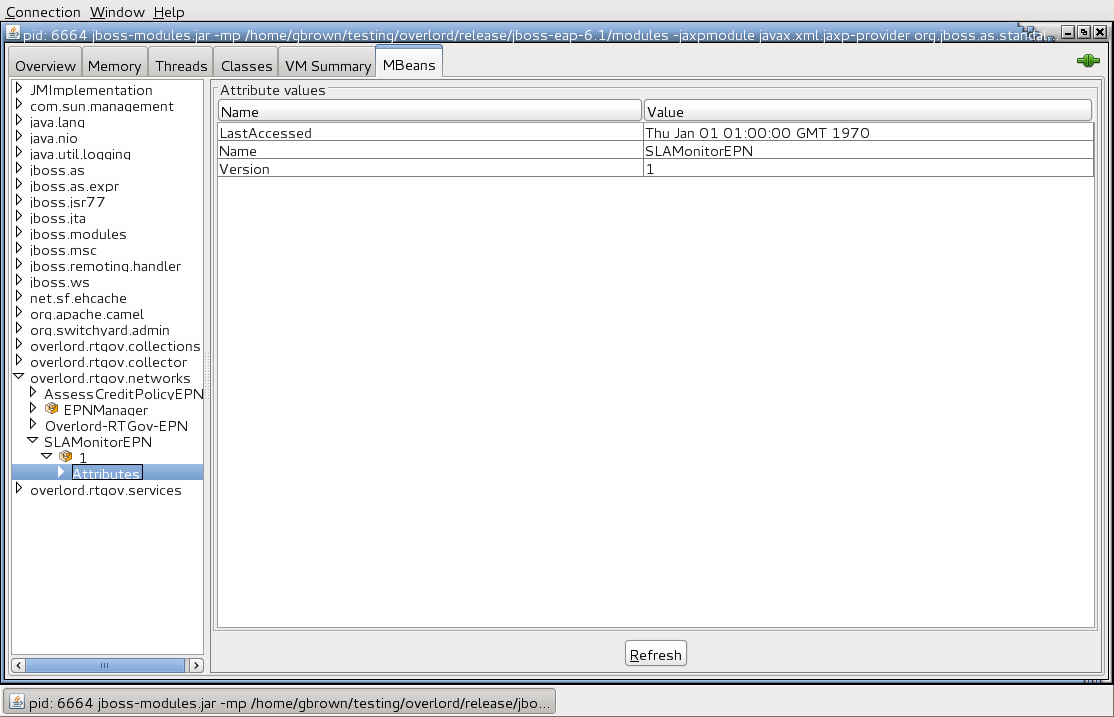 Connection Window Help
pid: 6664 jboss-modules.jar -mp /home/gbrown/testing/overlord/release/jboss-eap-6.1/modules -jaxpmodule javax.xml.jaxp-provider org.jboss.as.standal...
Overview Memory Threads Classes VM Summary MBeans
JMImplementation
com.sun.management
java.lang
java.nio
java.util.logging
jboss.as
jboss.as.expr
jboss.jsr77
jboss.jta
jboss.modules
jboss.msc
jboss.remoting.handler
jboss.ws
net.sf.ehcache
org.apache.camel
org.switchyard.admin
overlord.rtgov.collections
overlord.rtgov.collector
overlord.rtgov.networks
AssessCreditPolicyEPN
EPNManager
Overlord-RTGov-EPN
SLAMonitorEPN
1
Attributes
overlord.rtgov.services
Attribute values
Name Value
LastAccessed Thu Jan 01 01:00:00 GMT 1970
Name SLAMonitorEPN
Version 1
Refresh
pid: 6664 jboss-modules.jar -mp /home/gbrown/testing/overlord/release/jbo...